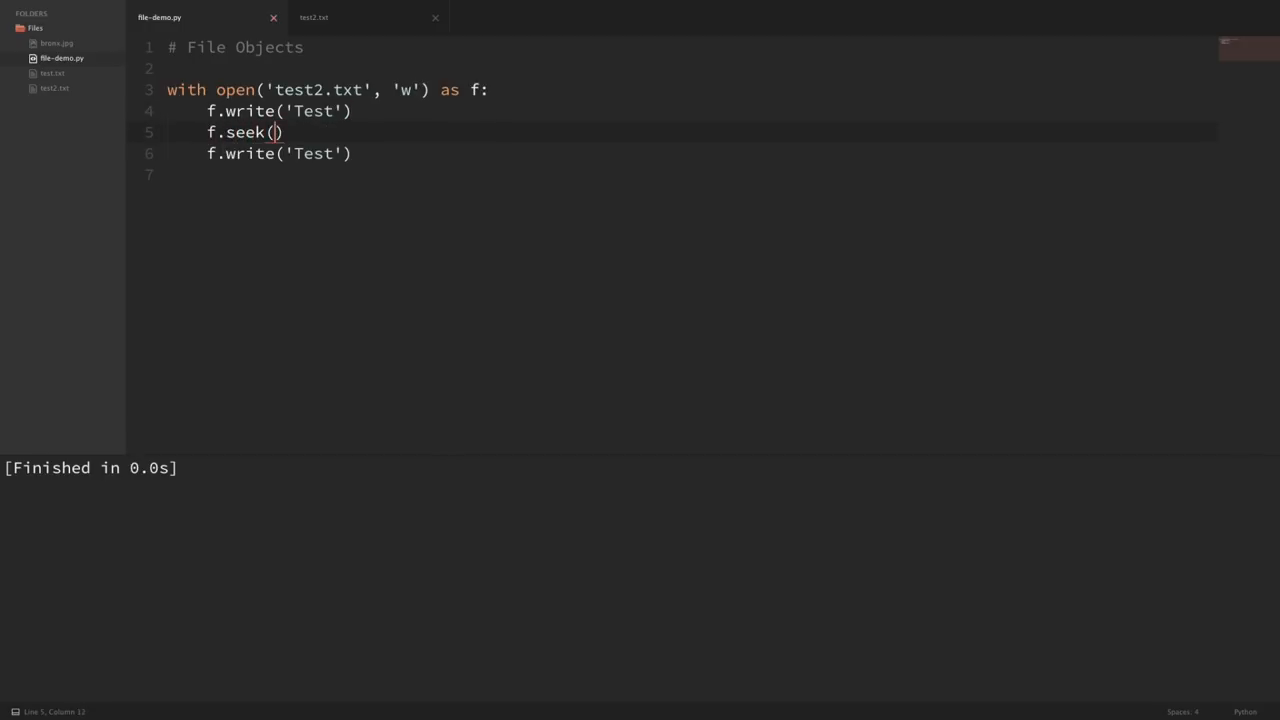 FOLDERS
Files
bronx.jpg
file-demo.py
test.txt
test2.txt
file-demo.py
test2.txt
1 # File Objects
2
3 with open('test2.txt', 'w') as f:
4 f.write('Test')
5 f.seek()
6 f.write('Test')
7
[Finished in 0.0s]
Line 5, Column 12
Spaces: 4
Python